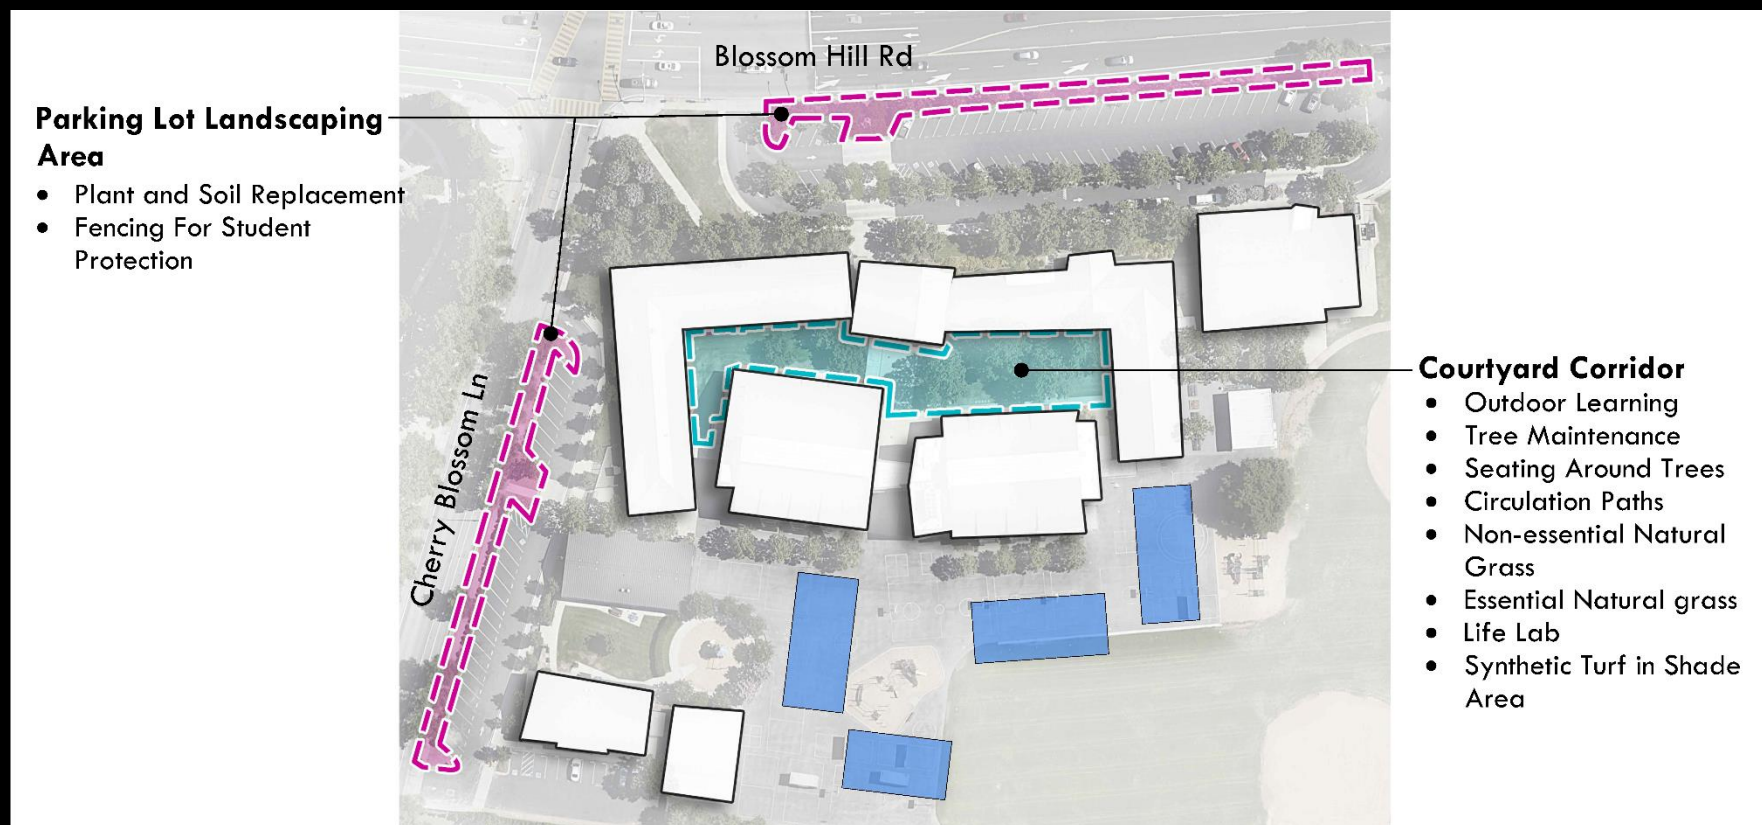 Blossom Hill Rd
Parking Lot Landscaping
Area
• Plant and Soil Replacement
• Fencing For Student
Protection
Cherry Blossom Ln
Courtyard Corridor
• Outdoor Learning
• Tree Maintenance
• Seating Around Trees
• Circulation Paths
• Non-essential Natural
Grass
• Essential Natural grass
• Life Lab
• Synthetic Turf in Shade
Area